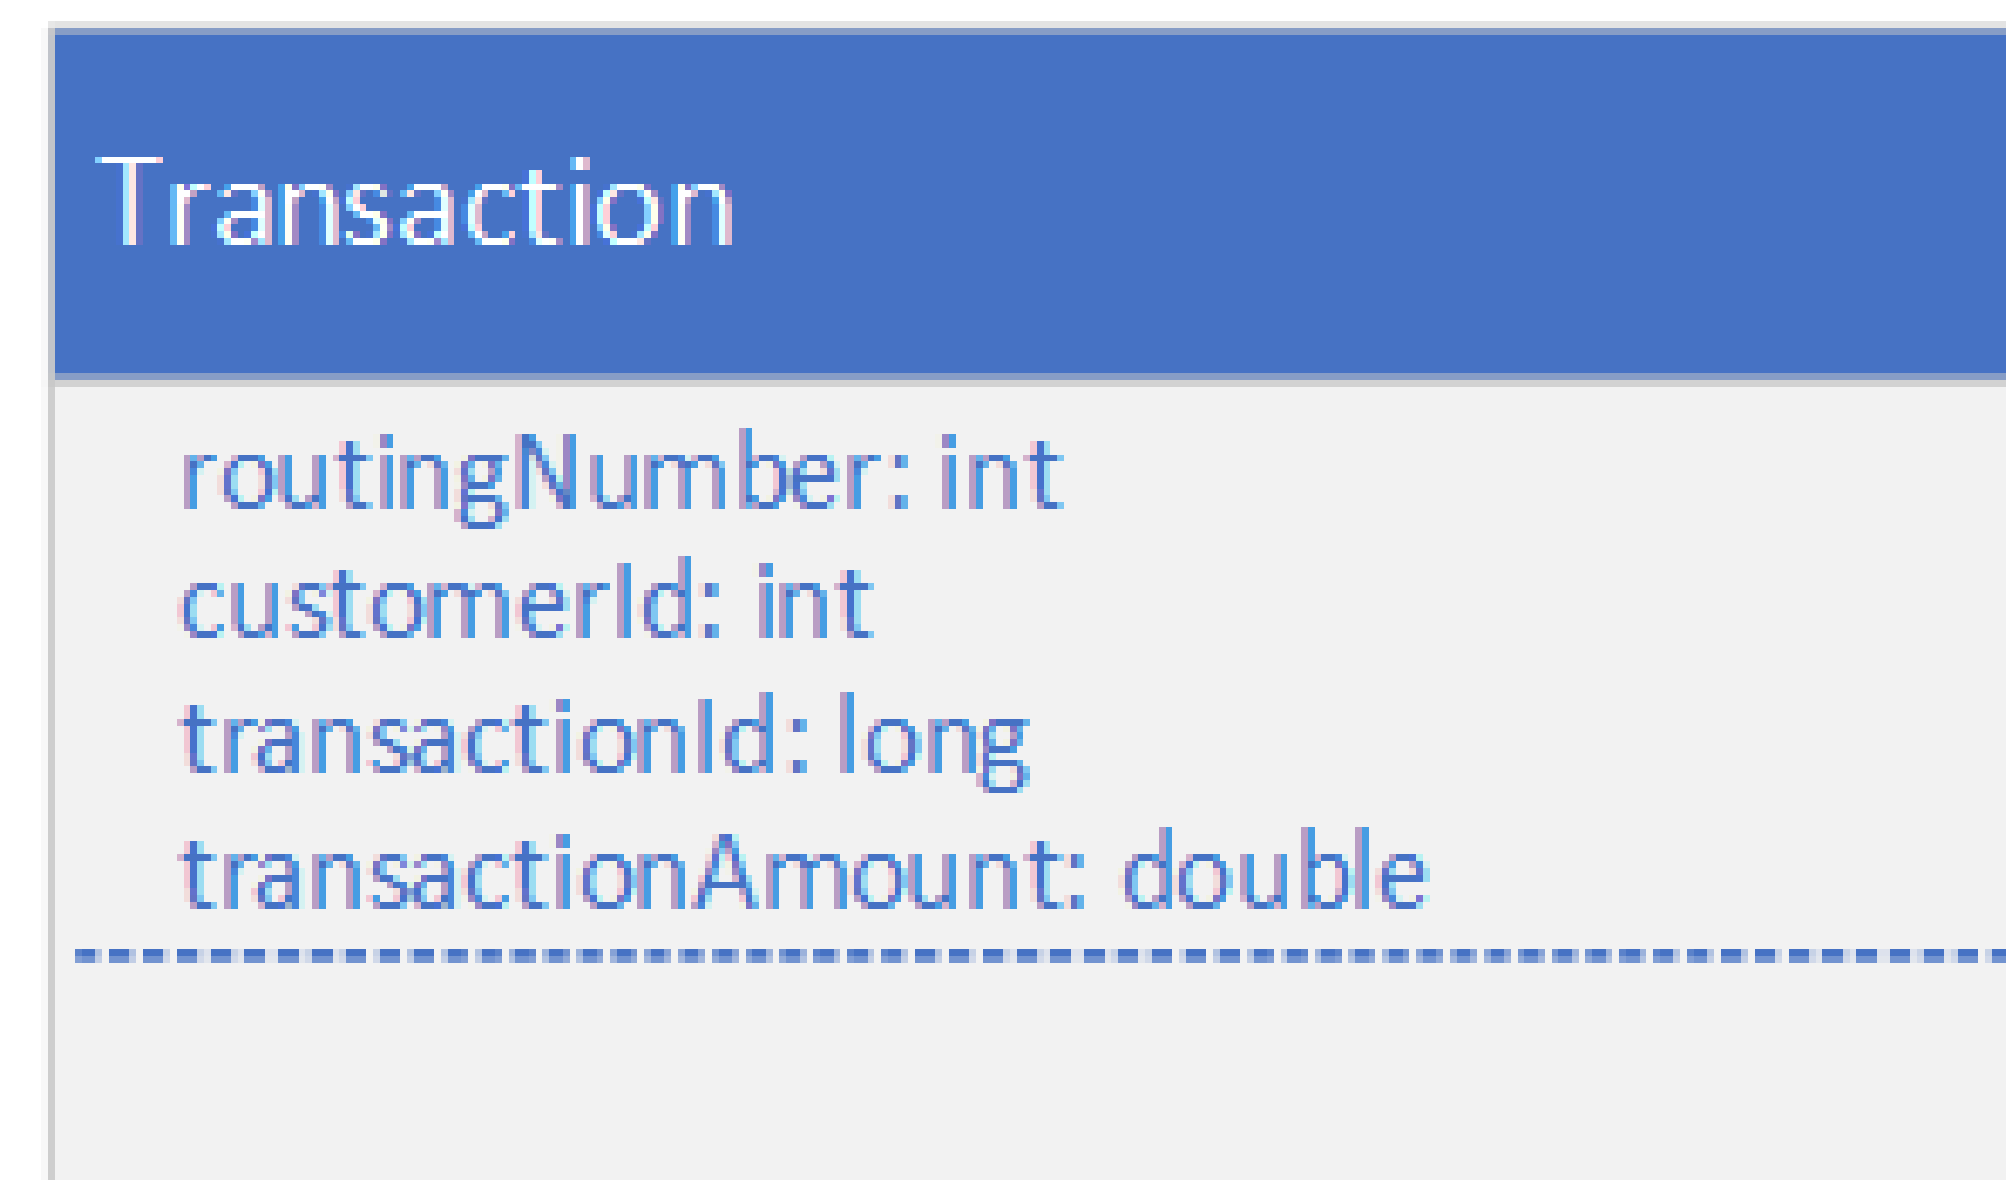 Transaction
routingNumber: int
customerId: int
transactionId: long
transactionAmount: double